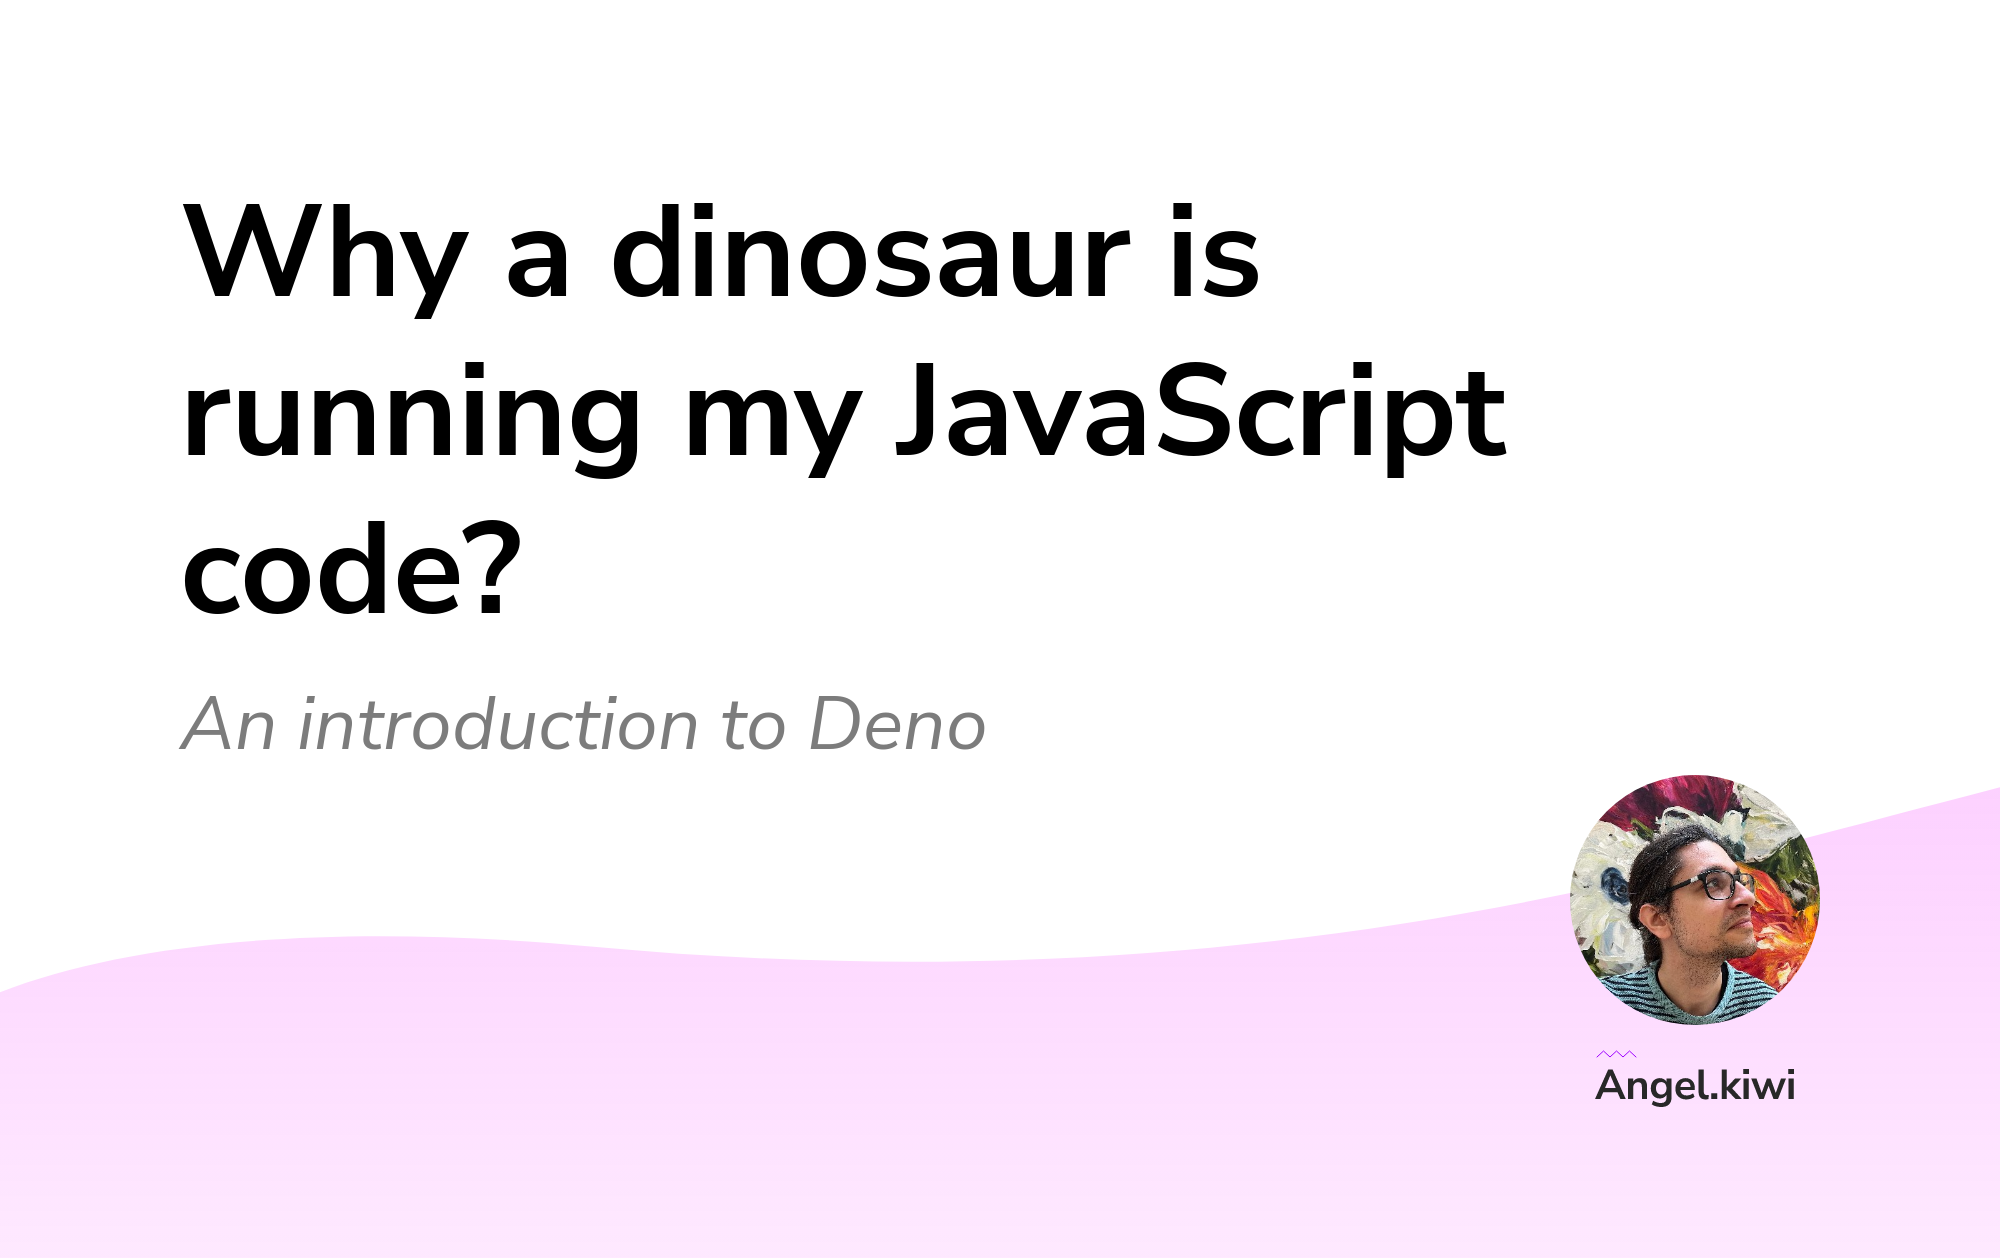 Why a dinosaur is
running my JavaScript
code?
An introduction to Deno
Angel.kiwi